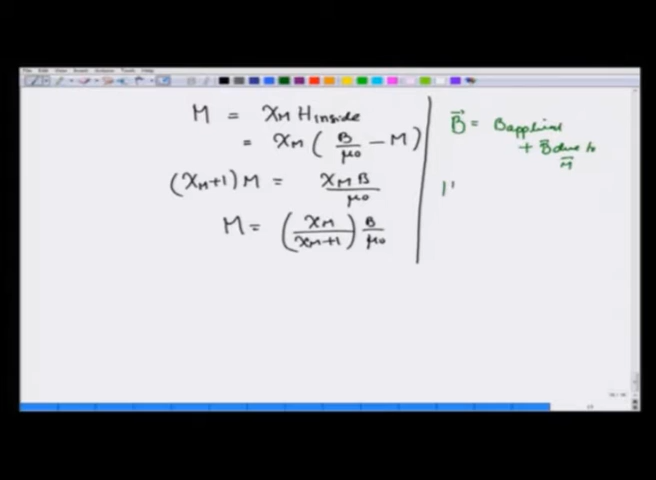 M = χM Hinside
= χM ( B/μ0 − M )
(χM+1) M = χM B/μ0
M = ( χM/χM+1 ) B/μ0
B⃗ = Bapplied
+ B⃗ due to
M⃗